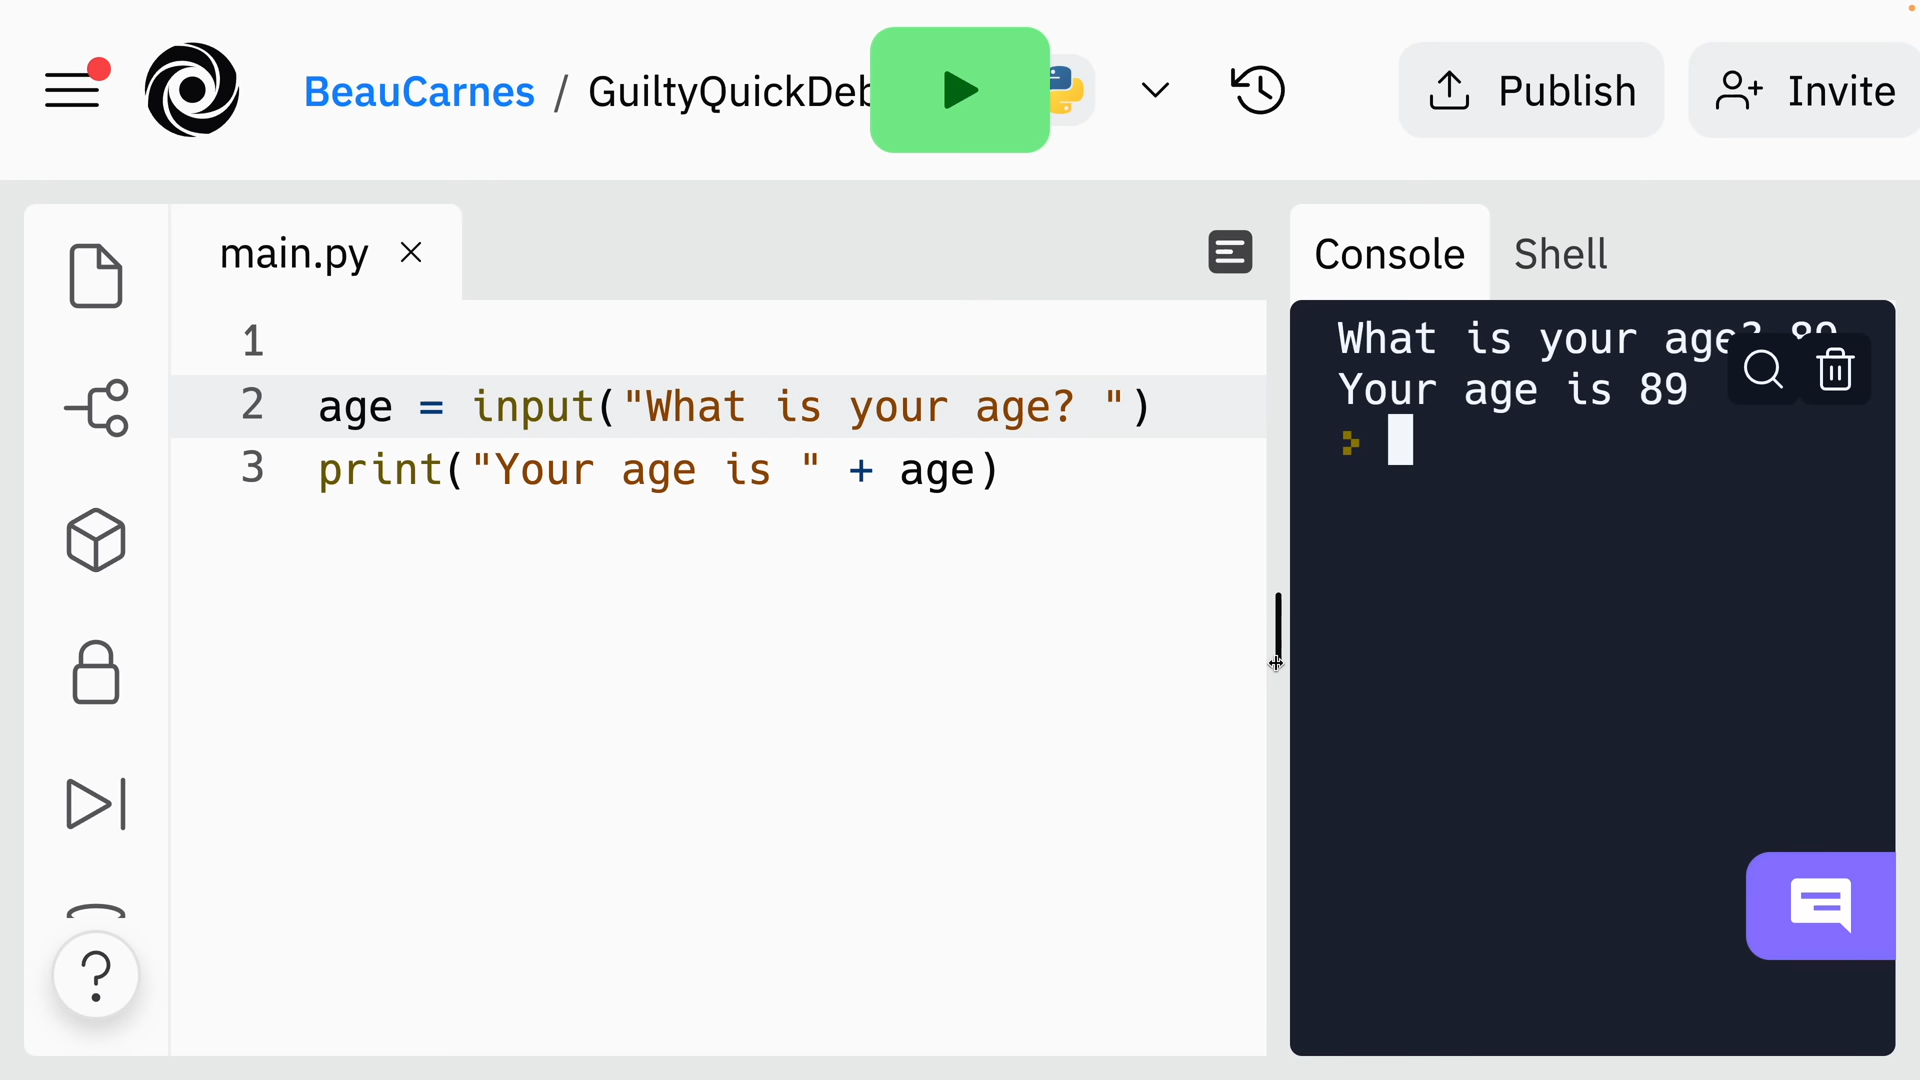 BeauCarnes / GuiltyQuickDeb
Publish
Invite
main.py
Console
Shell
1
2 age = input("What is your age? ")
3 print("Your age is " + age)
What is your age? 89
Your age is 89